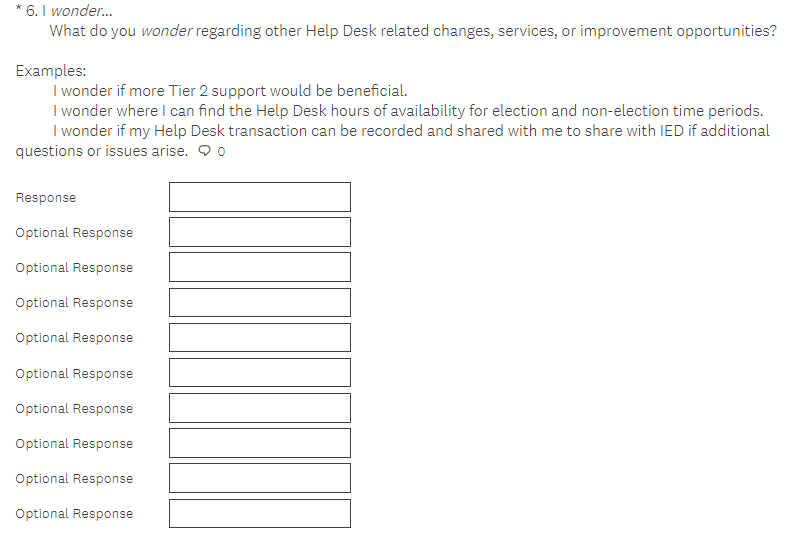 * 6. I wonder...
What do you wonder regarding other Help Desk related changes, services, or improvement opportunities?
Examples:
I wonder if more Tier 2 support would be beneficial.
I wonder where I can find the Help Desk hours of availability for election and non-election time periods.
I wonder if my Help Desk transaction can be recorded and shared with me to share with IED if additional
questions or issues arise. 0
Response
Optional Response
Optional Response
Optional Response
Optional Response
Optional Response
Optional Response
Optional Response
Optional Response
Optional Response